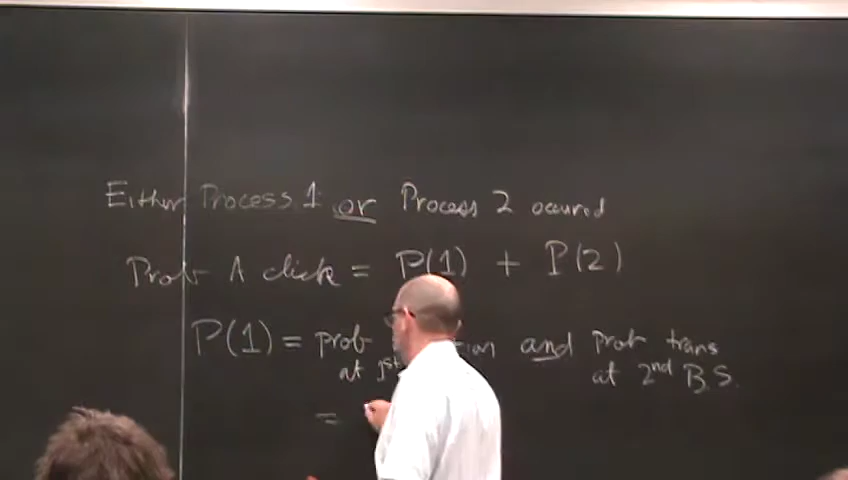 Either Process 1 or Process 2 occured
Prob A click = P(1) + P(2)
P(1) = prob and prob trans
at 1st at 2nd B.S.
=